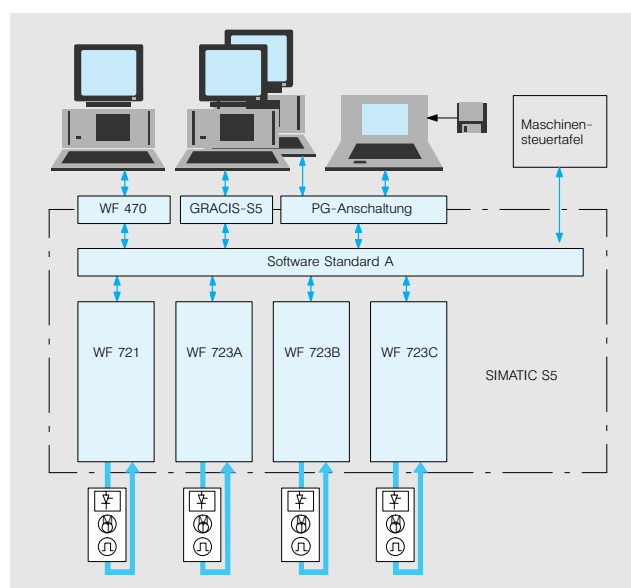 Maschinen-
steuertafel
WF 470
GRACIS-S5
PG-Anschaltung
Software Standard A
WF 721
WF 723A
WF 723B
WF 723C
SIMATIC S5
M
M
M
M